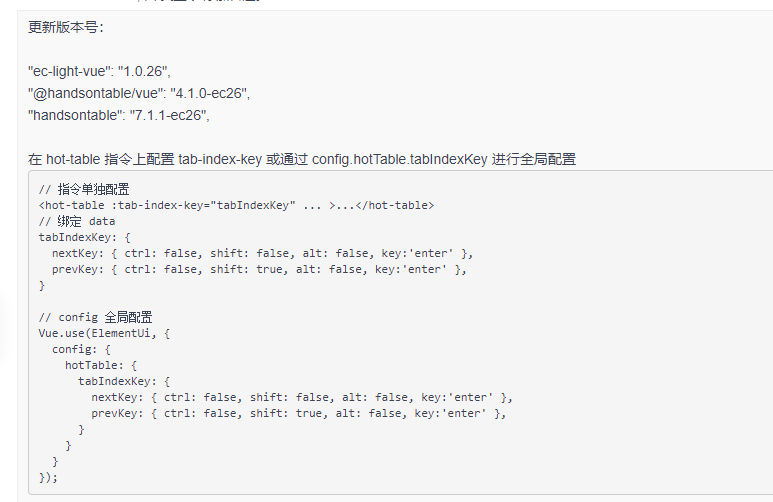 更新版本号：
"ec-light-vue": "1.0.26",
"@handsontable/vue": "4.1.0-ec26",
"handsontable": "7.1.1-ec26",
在 hot-table 指令上配置 tab-index-key 或通过 config.hotTable.tabIndexKey 进行全局配置
// 指令单独配置
<hot-table :tab-index-key="tabIndexKey" ... >...</hot-table>
// 绑定 data
tabIndexKey: {
  nextKey: { ctrl: false, shift: false, alt: false, key:'enter' },
  prevKey: { ctrl: false, shift: true, alt: false, key:'enter' },
}
// config 全局配置
Vue.use(ElementUi, {
  config: {
    hotTable: {
      tabIndexKey: {
        nextKey: { ctrl: false, shift: false, alt: false, key:'enter' },
        prevKey: { ctrl: false, shift: true, alt: false, key:'enter' },
      }
    }
  }
});